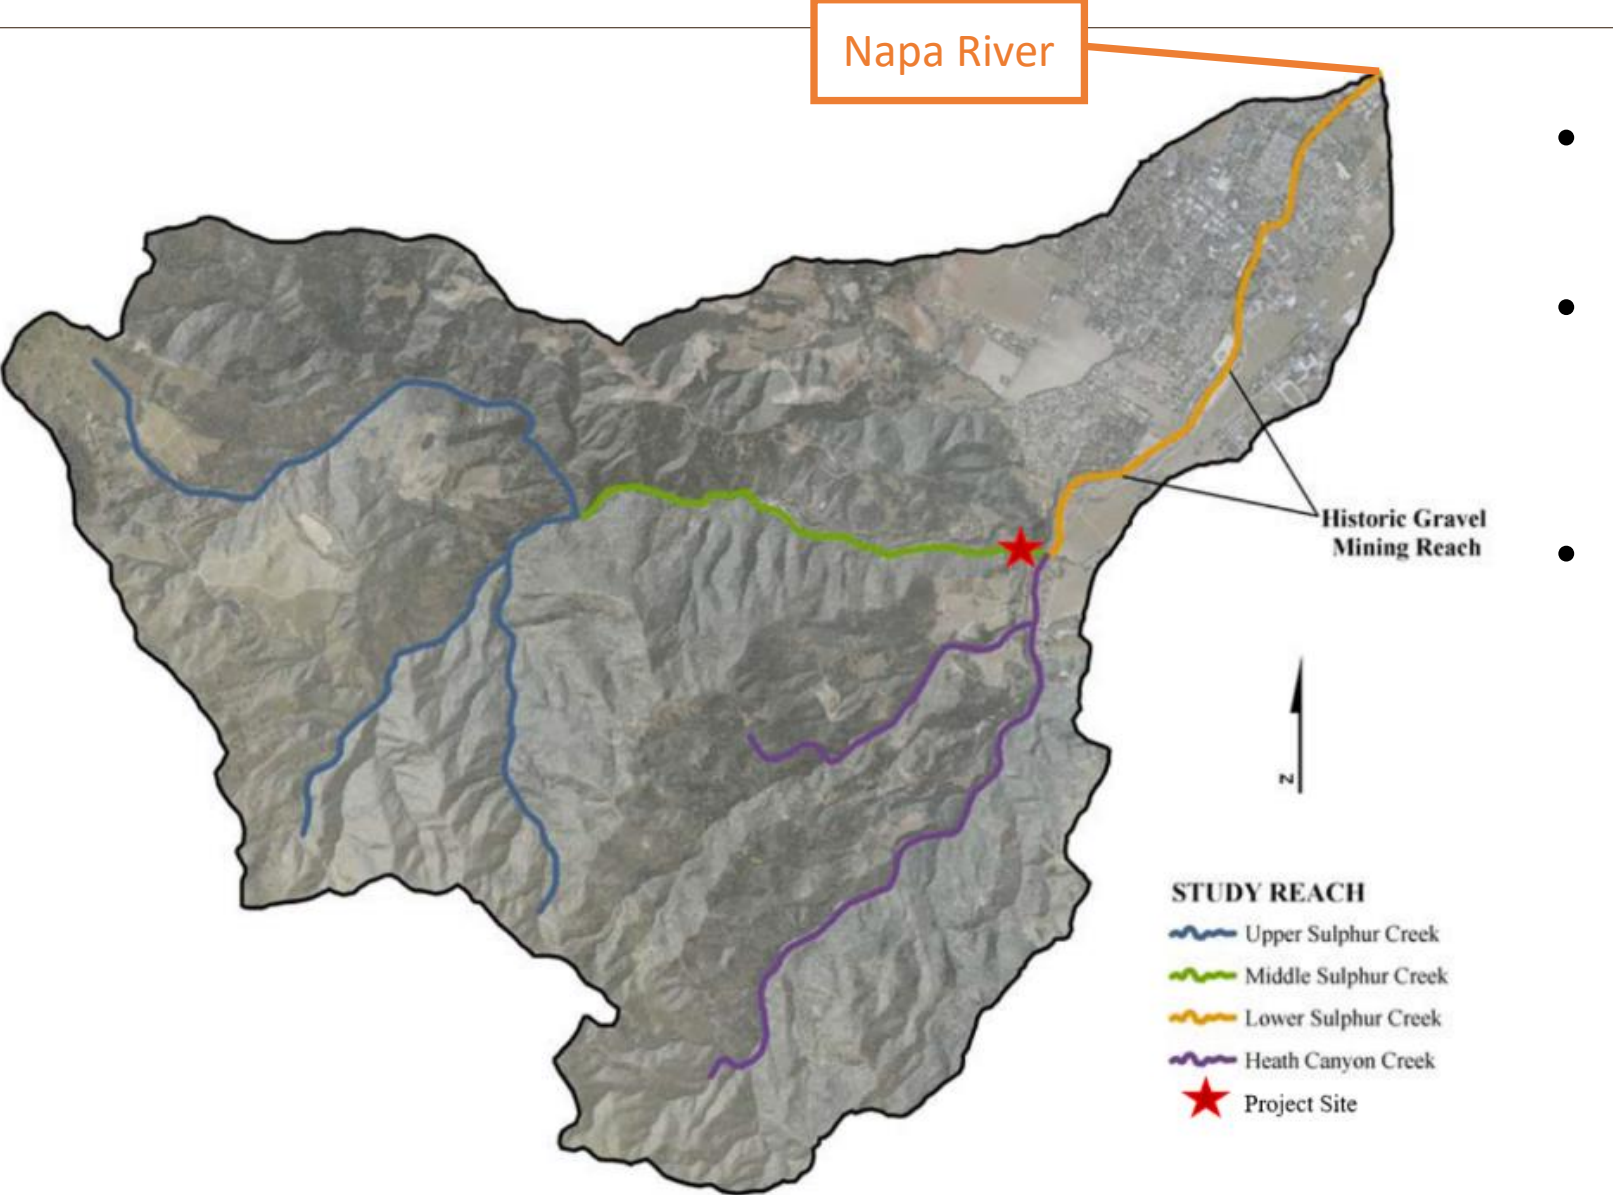 Napa River
Historic Gravel
Mining Reach
N
STUDY REACH
Upper Sulphur Creek
Middle Sulphur Creek
Lower Sulphur Creek
Heath Canyon Creek
Project Site